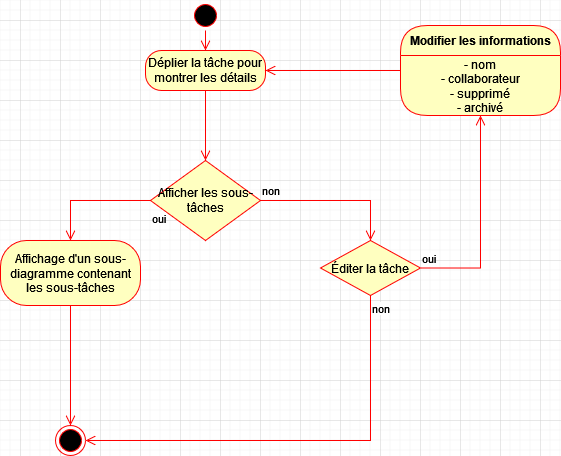 Déplier la tâche pour
montrer les détails
Modifier les informations
- nom
- collaborateur
- supprimé
- archivé
Afficher les sous-
tâches
non
oui
Affichage d'un sous-
diagramme contenant
les sous-tâches
Éditer la tâche
oui
non